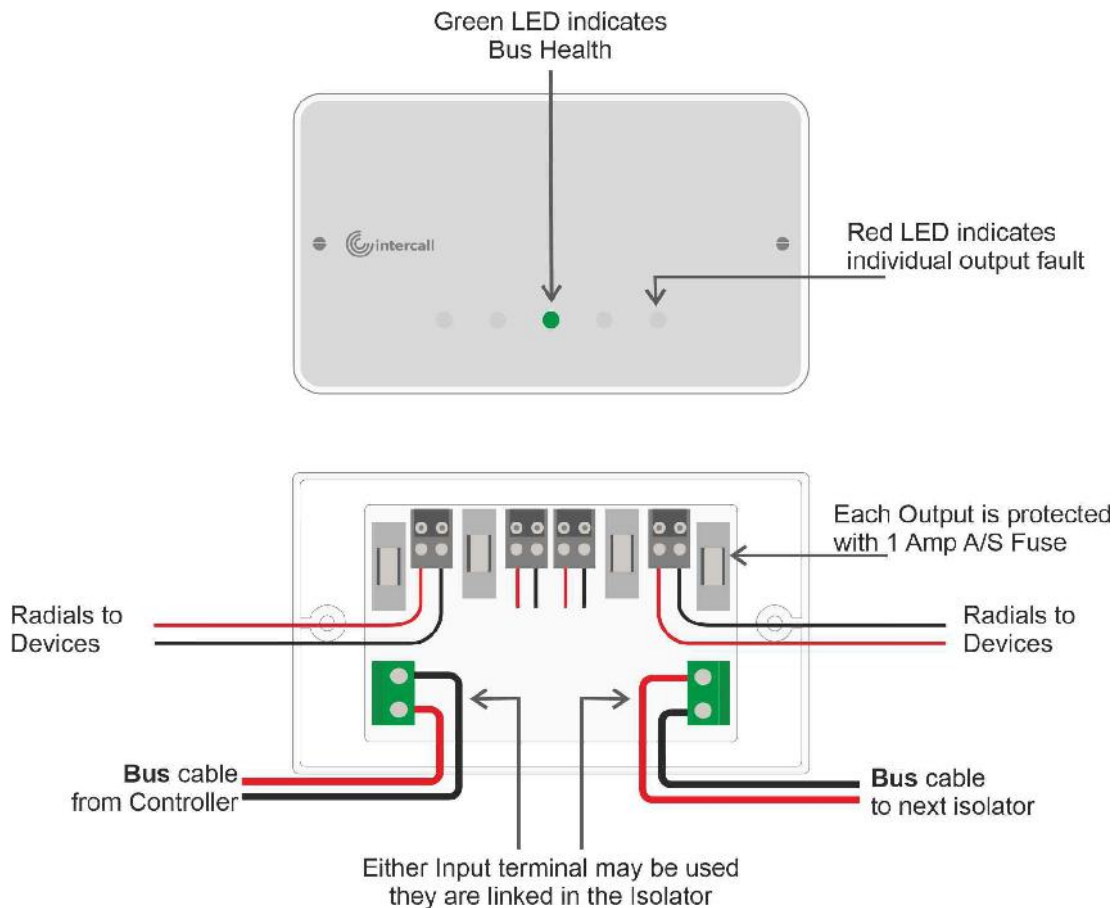 Green LED indicates
Bus Health
intercall
Red LED indicates
individual output fault
Each Output is protected
with 1 Amp A/S Fuse
Radials to
Devices
Radials to
Devices
Bus cable
from Controller
Bus cable
to next isolator
Either Input terminal may be used
they are linked in the Isolator